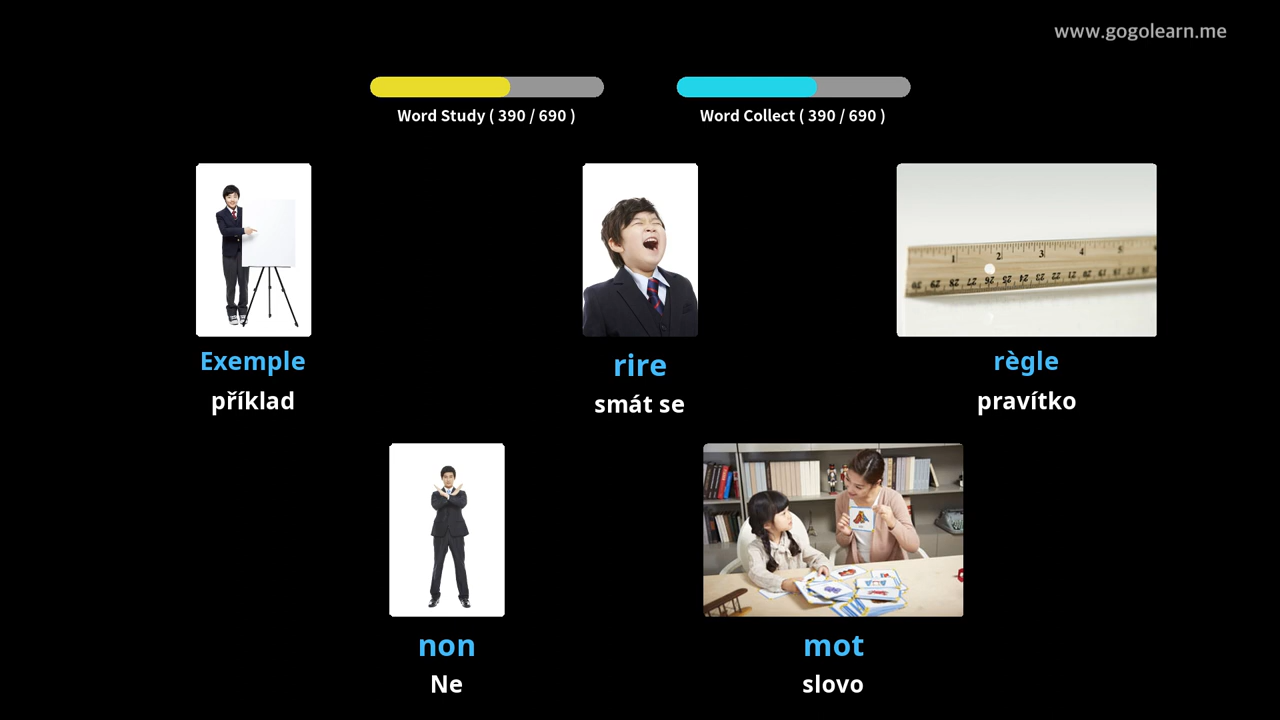 www.gogolearn.me
Word Study ( 390 / 690 )
Word Collect ( 390 / 690 )
Exemple
příklad
rire
smát se
règle
pravítko
non
Ne
mot
slovo